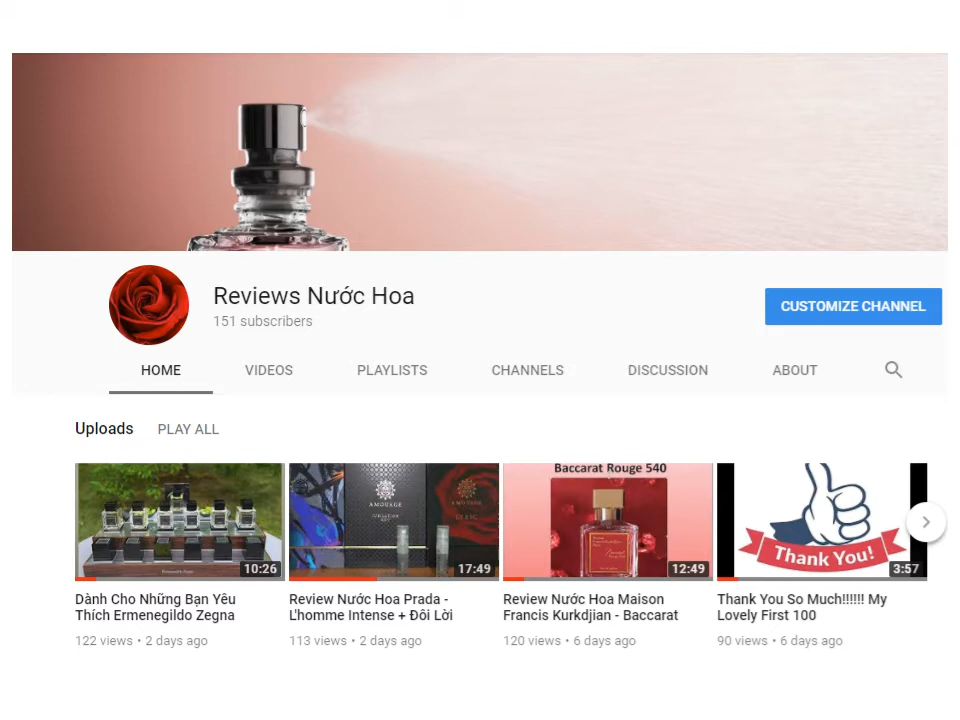 Reviews Nước Hoa
151 subscribers
CUSTOMIZE CHANNEL
HOME VIDEOS PLAYLISTS CHANNELS DISCUSSION ABOUT
Uploads PLAY ALL
10:26
AMOUAGE
AMOUAGE
17:49
Baccarat Rouge 540
12:49
Thank You!
3:57
Dành Cho Những Bạn Yêu
Thích Ermenegildo Zegna
122 views • 2 days ago
Review Nước Hoa Prada -
L'homme Intense + Đôi Lời
113 views • 2 days ago
Review Nước Hoa Maison
Francis Kurkdjian - Baccarat
120 views • 6 days ago
Thank You So Much!!!!!! My
Lovely First 100
90 views • 6 days ago